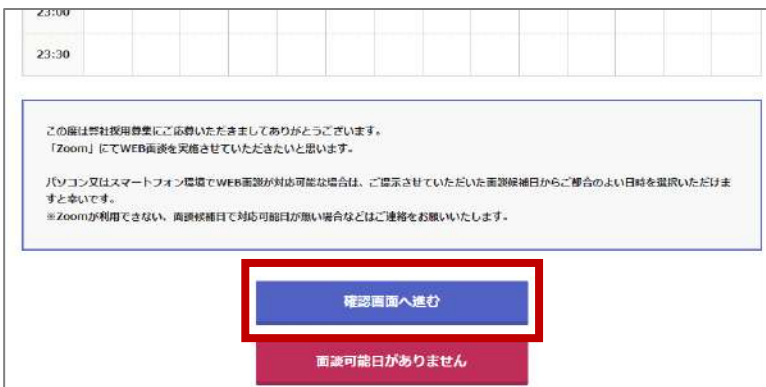 23:00
23:30
この度は弊社採用募集にご応募いただきましてありがとうございます。
「Zoom」にてWEB面談を実施させていただきたいと思います。
パソコン又はスマートフォン環境でWEB面談が対応可能な場合は、ご提示させていただいた面談候補日からご都合のよい日時を選択いただけま
すと幸いです。
※Zoomが利用できない、面談候補日で対応可能日が無い場合などはご連絡をお願いいたします。
確認画面へ進む
面談可能日がありません